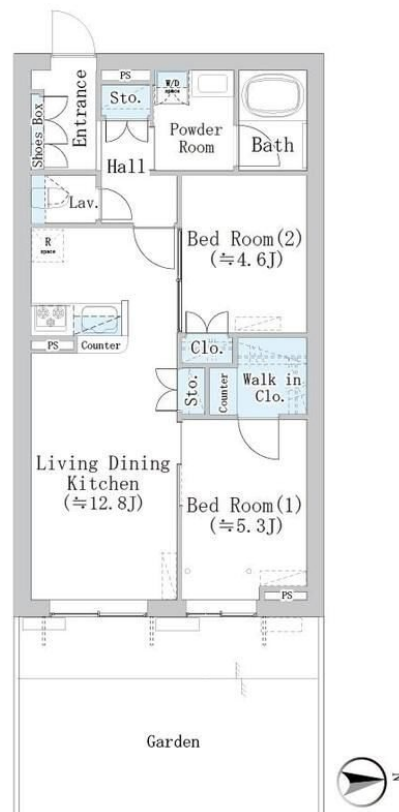 PS
Sto.
W/D
space
Shoes Box
Entrance
Powder
Room
Bath
Hall
Lav.
R
space
Bed Room(2)
(≒4.6J)
PS
Counter
Clo.
Sto.
Counter
Walk in
Clo.
Living Dining
Kitchen
(≒12.8J)
Bed Room(1)
(≒5.3J)
PS
Garden
N